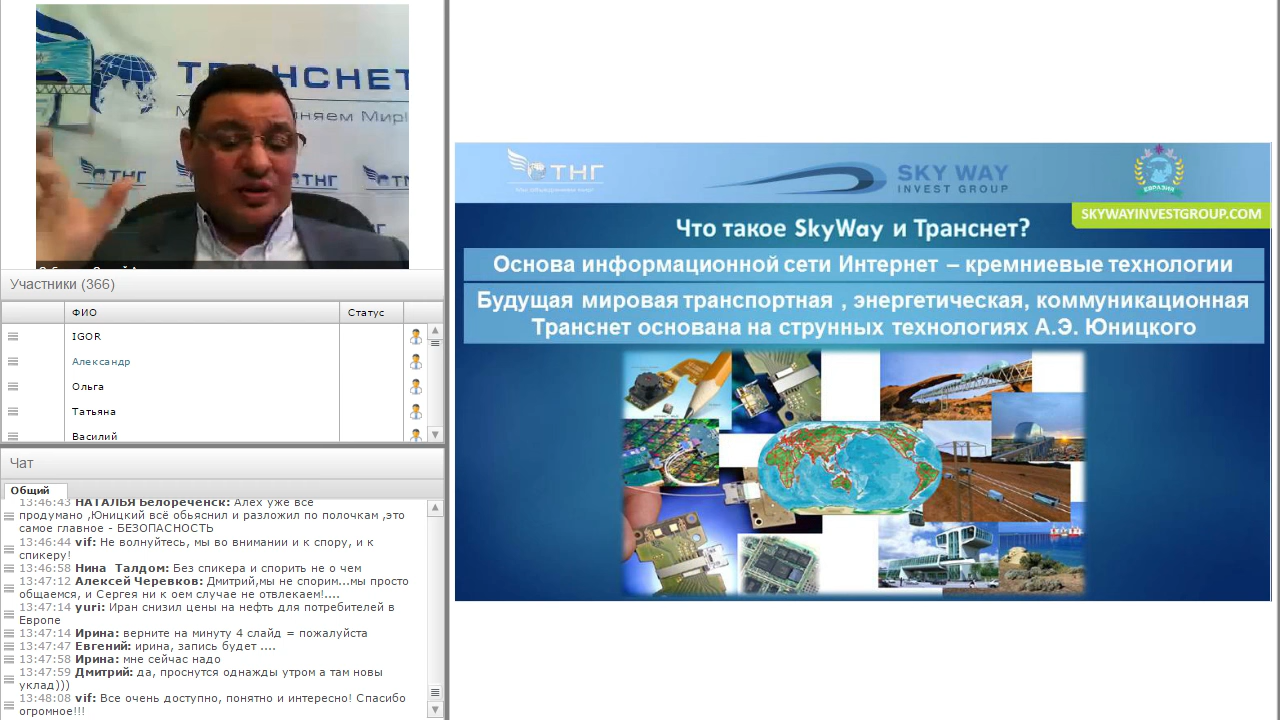 ТРАНСНЕТ
няем Мир!
ТНГ
Участники (366)
ФИО
Статус
IGOR
Александр
Ольга
Татьяна
Василий
Чат
Общий
13:46:43 НАТАЛЬЯ Белореченск: Алех уже все
продумано ,Юницкий всё обьяснил и разложил по полочкам ,это
самое главное - БЕЗОПАСНОСТЬ
13:46:44 vif: Не волнуйтесь, мы во внимании и к спору, и к
спикеру!
13:46:58 Нина Талдом: Без спикера и спорить не о чем
13:47:12 Алексей Черевков: Дмитрий,мы не спорим...мы просто
общаемся, и Сергея ни к оем случае не отвлекаем!....
13:47:14 yuri: Иран снизил цены на нефть для потребителей в
Европе
13:47:14 Ирина: верните на минуту 4 слайд = пожалуйста
13:47:47 Евгений: ирина, запись будет ....
13:47:58 Ирина: мне сейчас надо
13:47:59 Дмитрий: да, проснутся однажды утром а там новы
уклад)))
13:48:08 vif: Все очень доступно, понятно и интересно! Спасибо
огромное!!!
ТНГ
SKY WAY
INVEST GROUP
ЕВРАЗИЯ
SKYWAYINVESTGROUP.COM
Что такое SkyWay и Транснет?
Основа информационной сети Интернет – кремниевые технологии
Будущая мировая транспортная , энергетическая, коммуникационная
Транснет основана на струнных технологиях А.Э. Юницкого